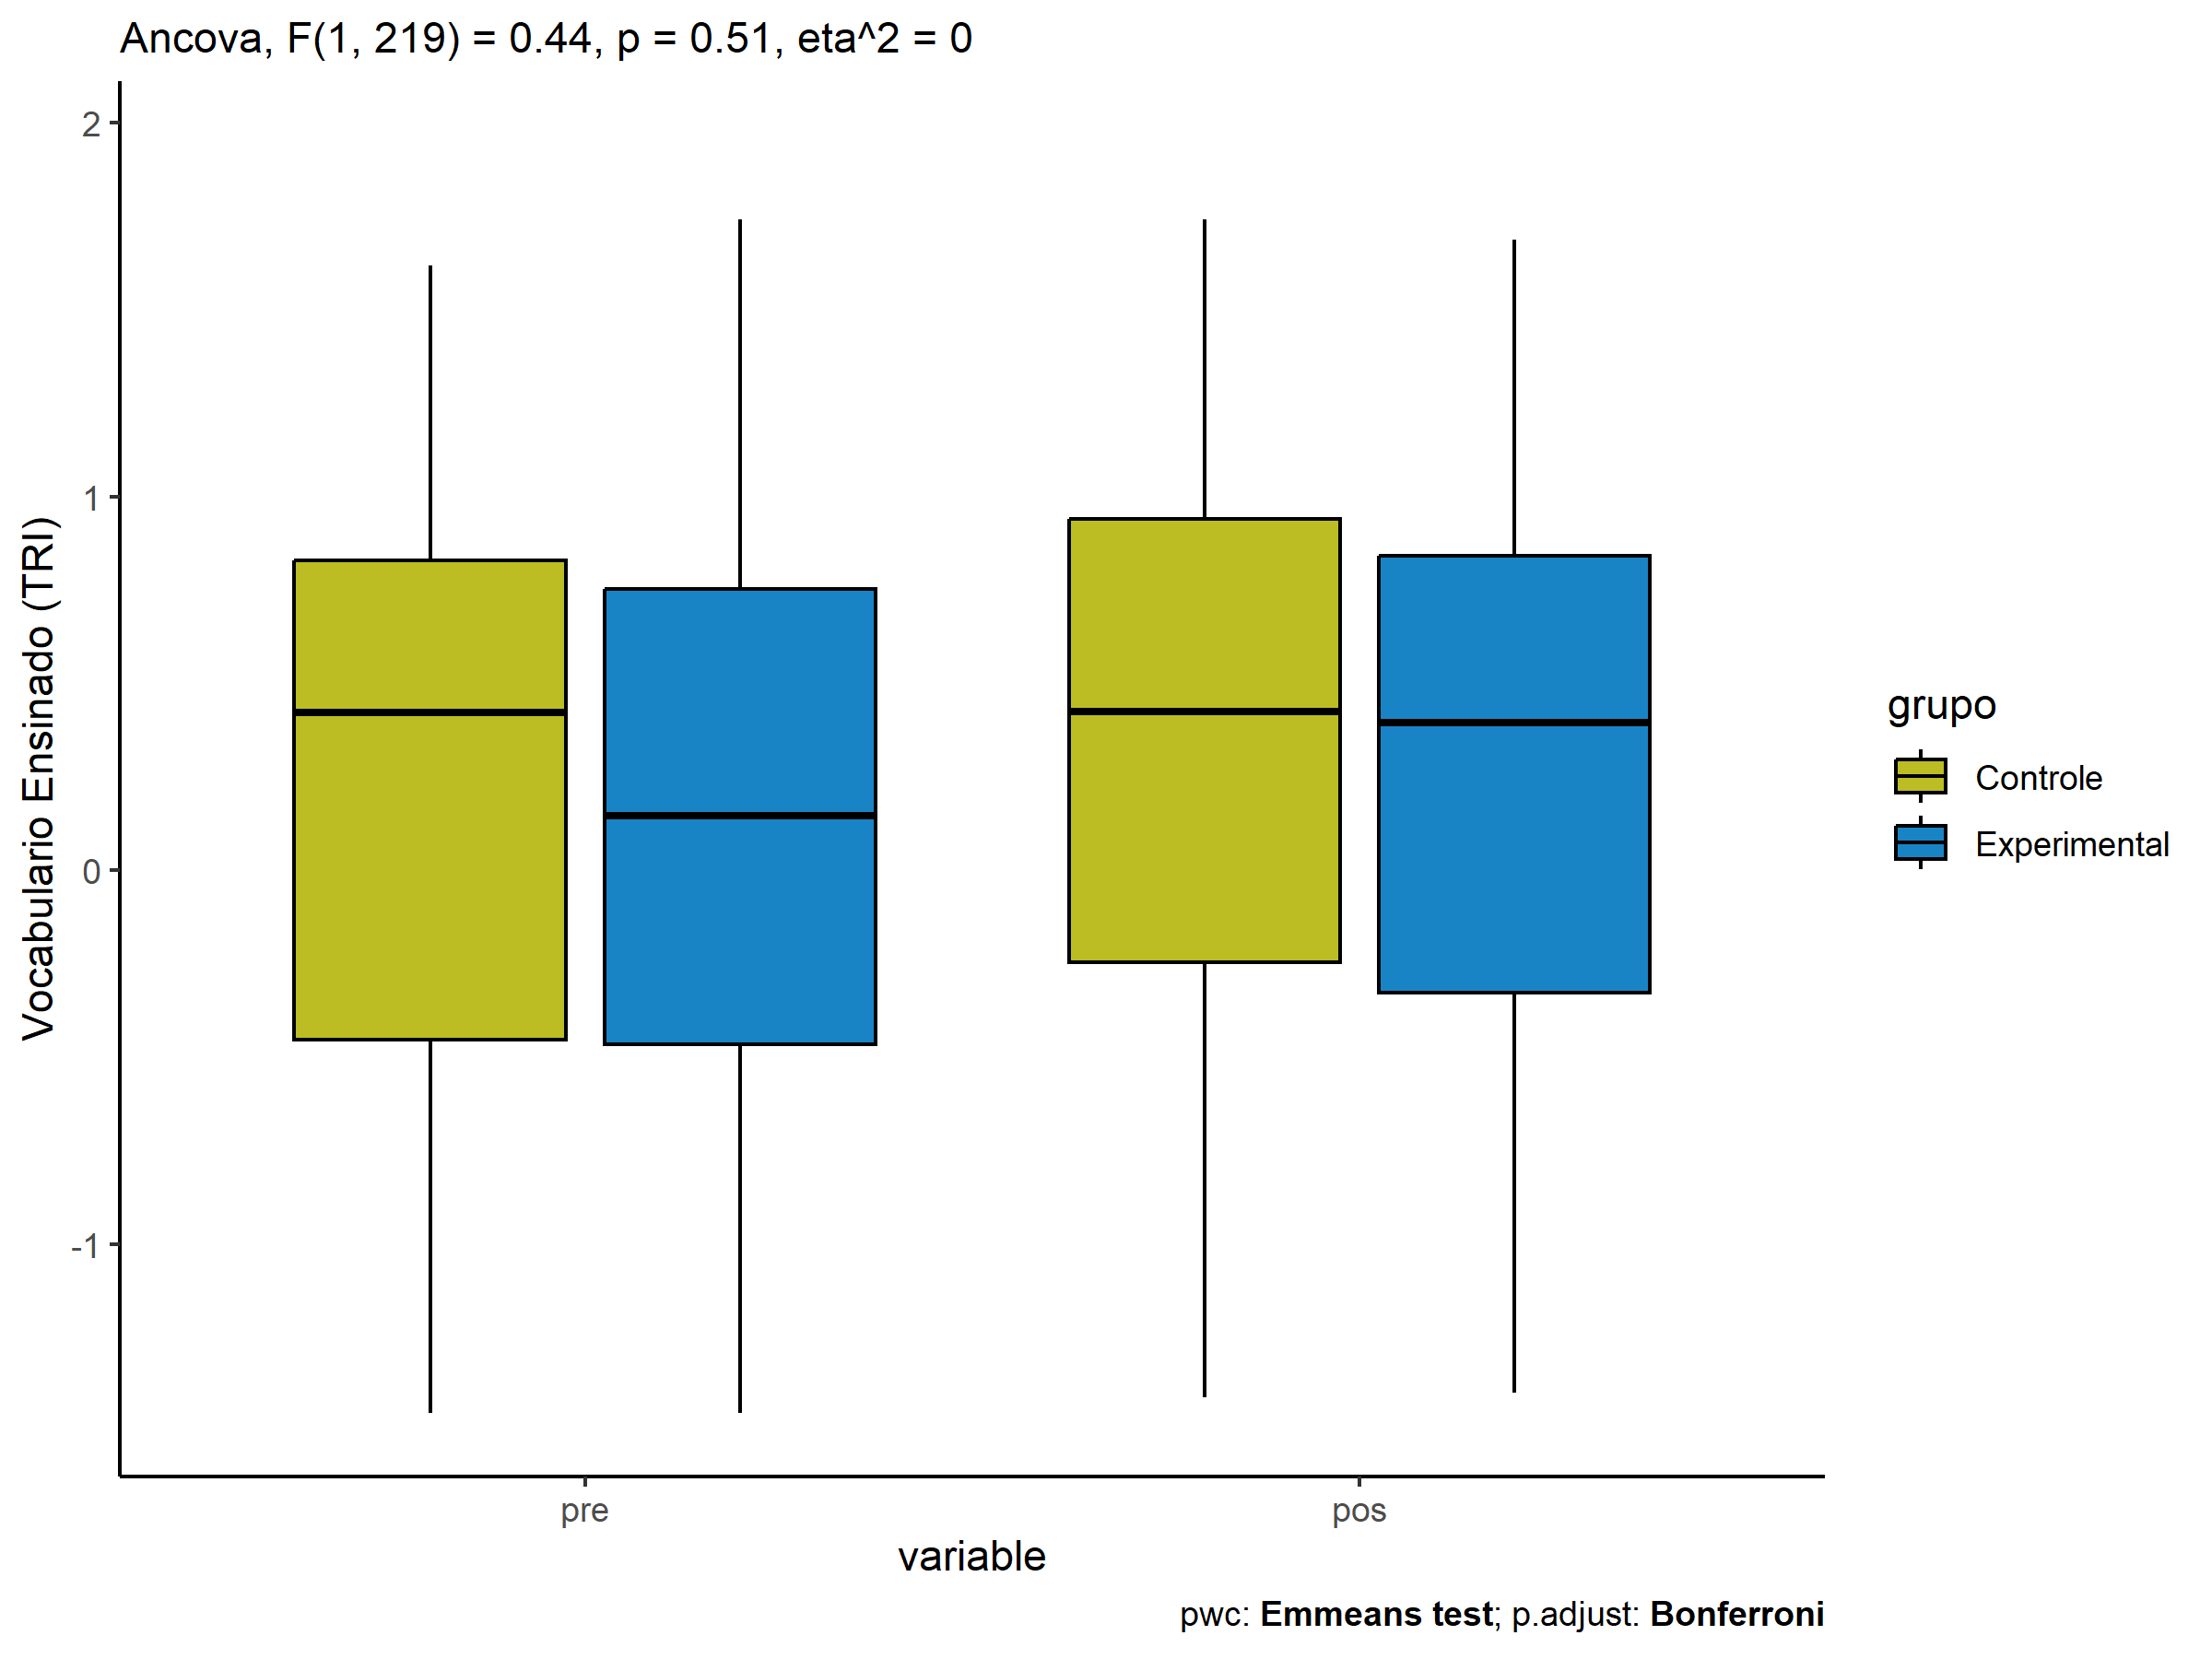 Ancova, F(1, 219) = 0.44, p = 0.51, eta^2 = 0
Vocabulario Ensinado (TRI)
2
1
0
-1
pre
pos
variable
grupo
Controle
Experimental
pwc: Emmeans test; p.adjust: Bonferroni